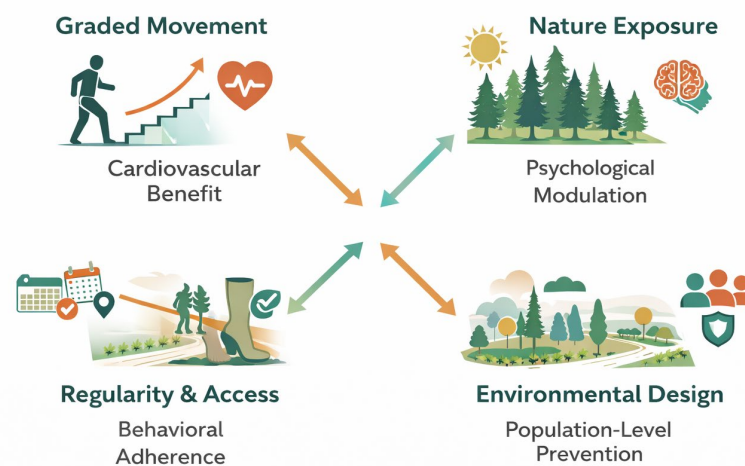 Graded Movement
Cardiovascular
Benefit
Nature Exposure
Psychological
Modulation
Regularity & Access
Behavioral
Adherence
Environmental Design
Population-Level
Prevention